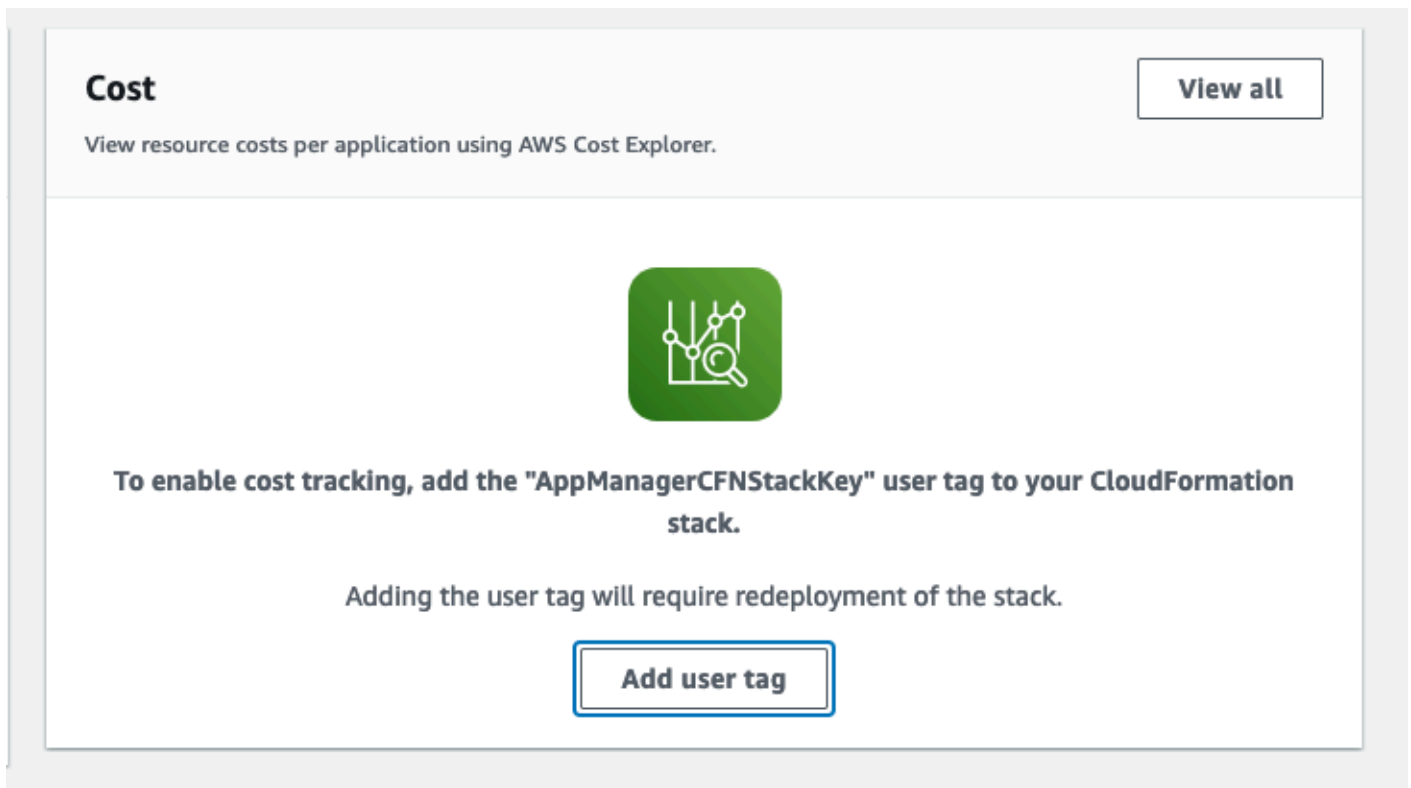 Cost
View all
View resource costs per application using AWS Cost Explorer.
To enable cost tracking, add the "AppManagerCFNStackKey" user tag to your CloudFormation
stack.
Adding the user tag will require redeployment of the stack.
Add user tag